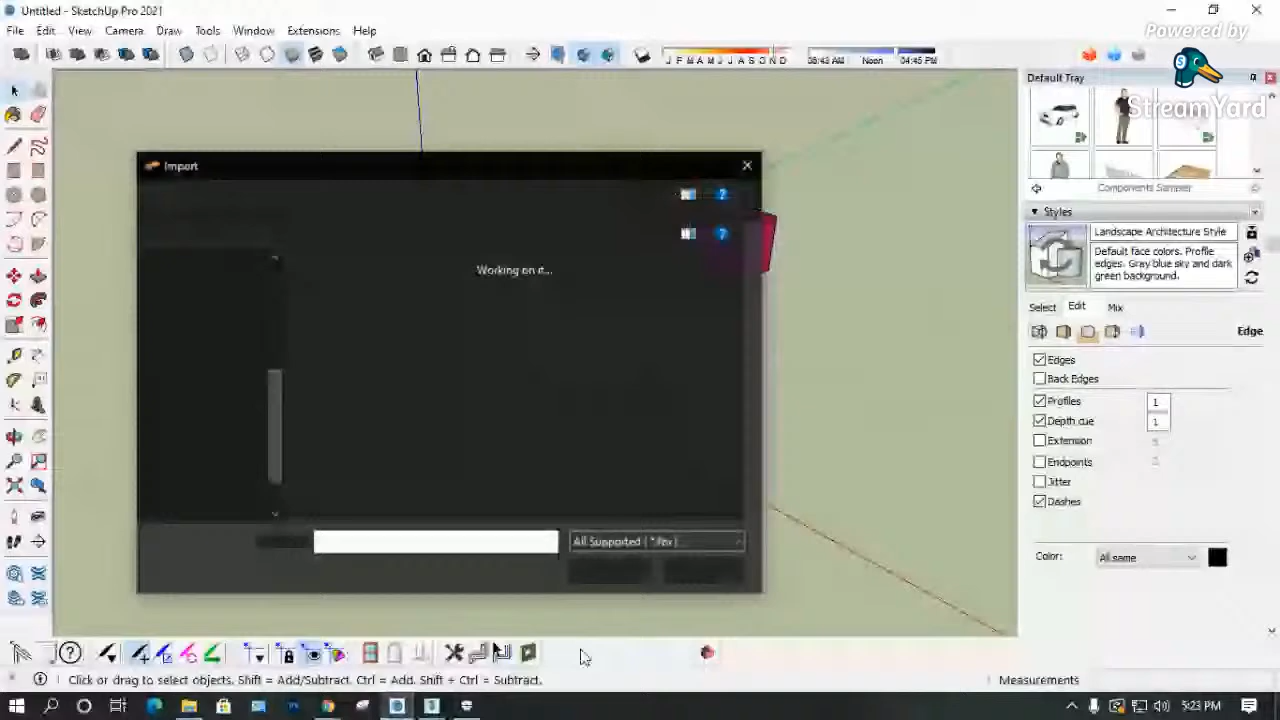 Untitled - SketchUp Pro 2021
File Edit View Camera Draw Tools Window Extensions Help
Powered by
StreamYard
J F M A M J J A S O N D
08:43 AM Noon 04:45 PM
Default Tray
Import
Working on it...
All Supported
Components Sampler
Styles
Landscape Architecture Style
Default face colors. Profile
edges. Gray blue sky and dark
green background.
Select Edit Mix
Edge
Edges
Back Edges
Profiles 1
Depth cue 1
Extension
Endpoints
Jitter
Dashes
Color: All same
Click or drag to select objects. Shift = Add/Subtract. Ctrl = Add. Shift + Ctrl = Subtract.
Measurements
5:23 PM